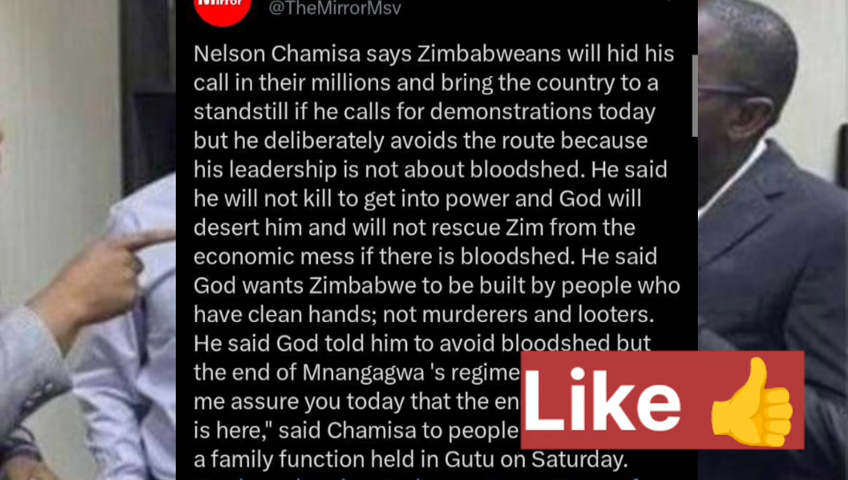 Mirror
@TheMirrorMsv
Nelson Chamisa says Zimbabweans will hid his
call in their millions and bring the country to a
standstill if he calls for demonstrations today
but he deliberately avoids the route because
his leadership is not about bloodshed. He said
he will not kill to get into power and God will
desert him and will not rescue Zim from the
economic mess if there is bloodshed. He said
God wants Zimbabwe to be built by people who
have clean hands; not murderers and looters.
He said God told him to avoid bloodshed but
the end of Mnangagwa 's regime
me assure you today that the en
is here," said Chamisa to people
a family function held in Gutu on Saturday.
Like 👍